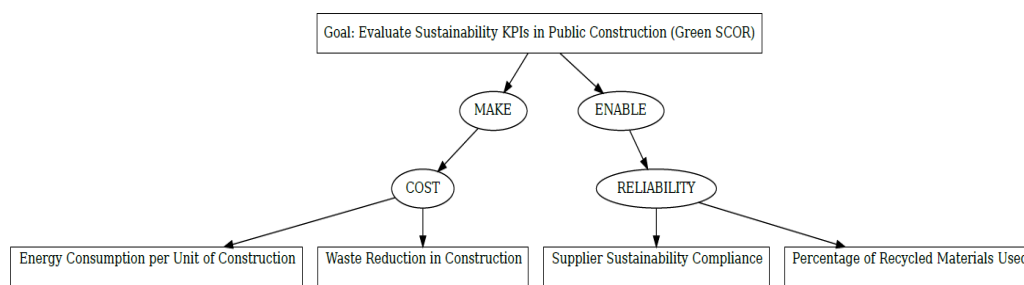 Goal: Evaluate Sustainability KPIs in Public Construction (Green SCOR)
MAKE
ENABLE
COST
RELIABILITY
Energy Consumption per Unit of Construction
Waste Reduction in Construction
Supplier Sustainability Compliance
Percentage of Recycled Materials Used